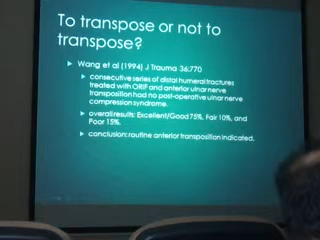 To transpose or not to
transpose?
Wang et al (1994) J Trauma 36:770
consecutive series of distal humeral fractures
treated with ORIF and anterior ulnar nerve
transposition had no post-operative ulnar nerve
compression syndrome.
overall results: Excellent/Good 75%, Fair 10%, and
Poor 15%.
conclusion: routine anterior transposition indicated.